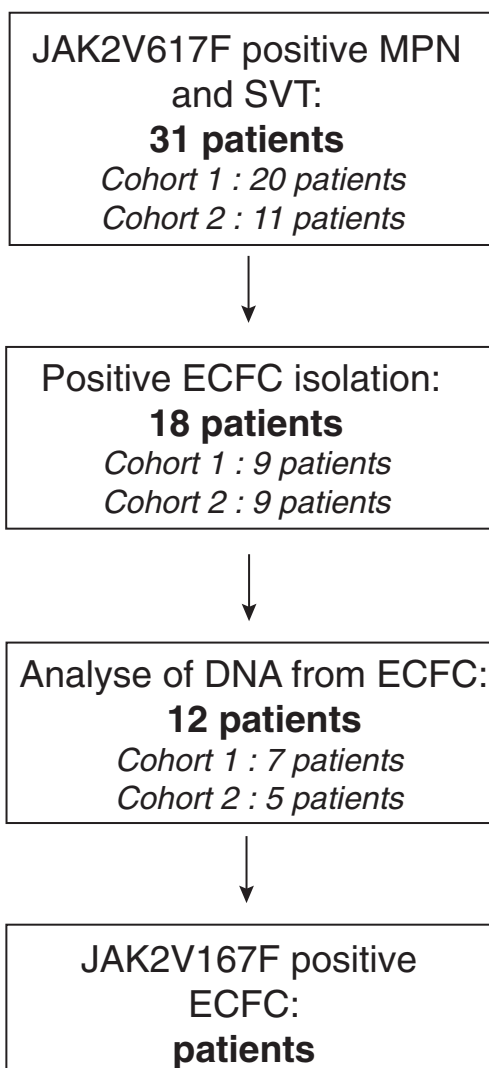 JAK2V617F positive MPN
and SVT:
31 patients
Cohort 1 : 20 patients
Cohort 2 : 11 patients
Positive ECFC isolation:
18 patients
Cohort 1 : 9 patients
Cohort 2 : 9 patients
Analyse of DNA from ECFC:
12 patients
Cohort 1 : 7 patients
Cohort 2 : 5 patients
JAK2V167F positive
ECFC:
patients